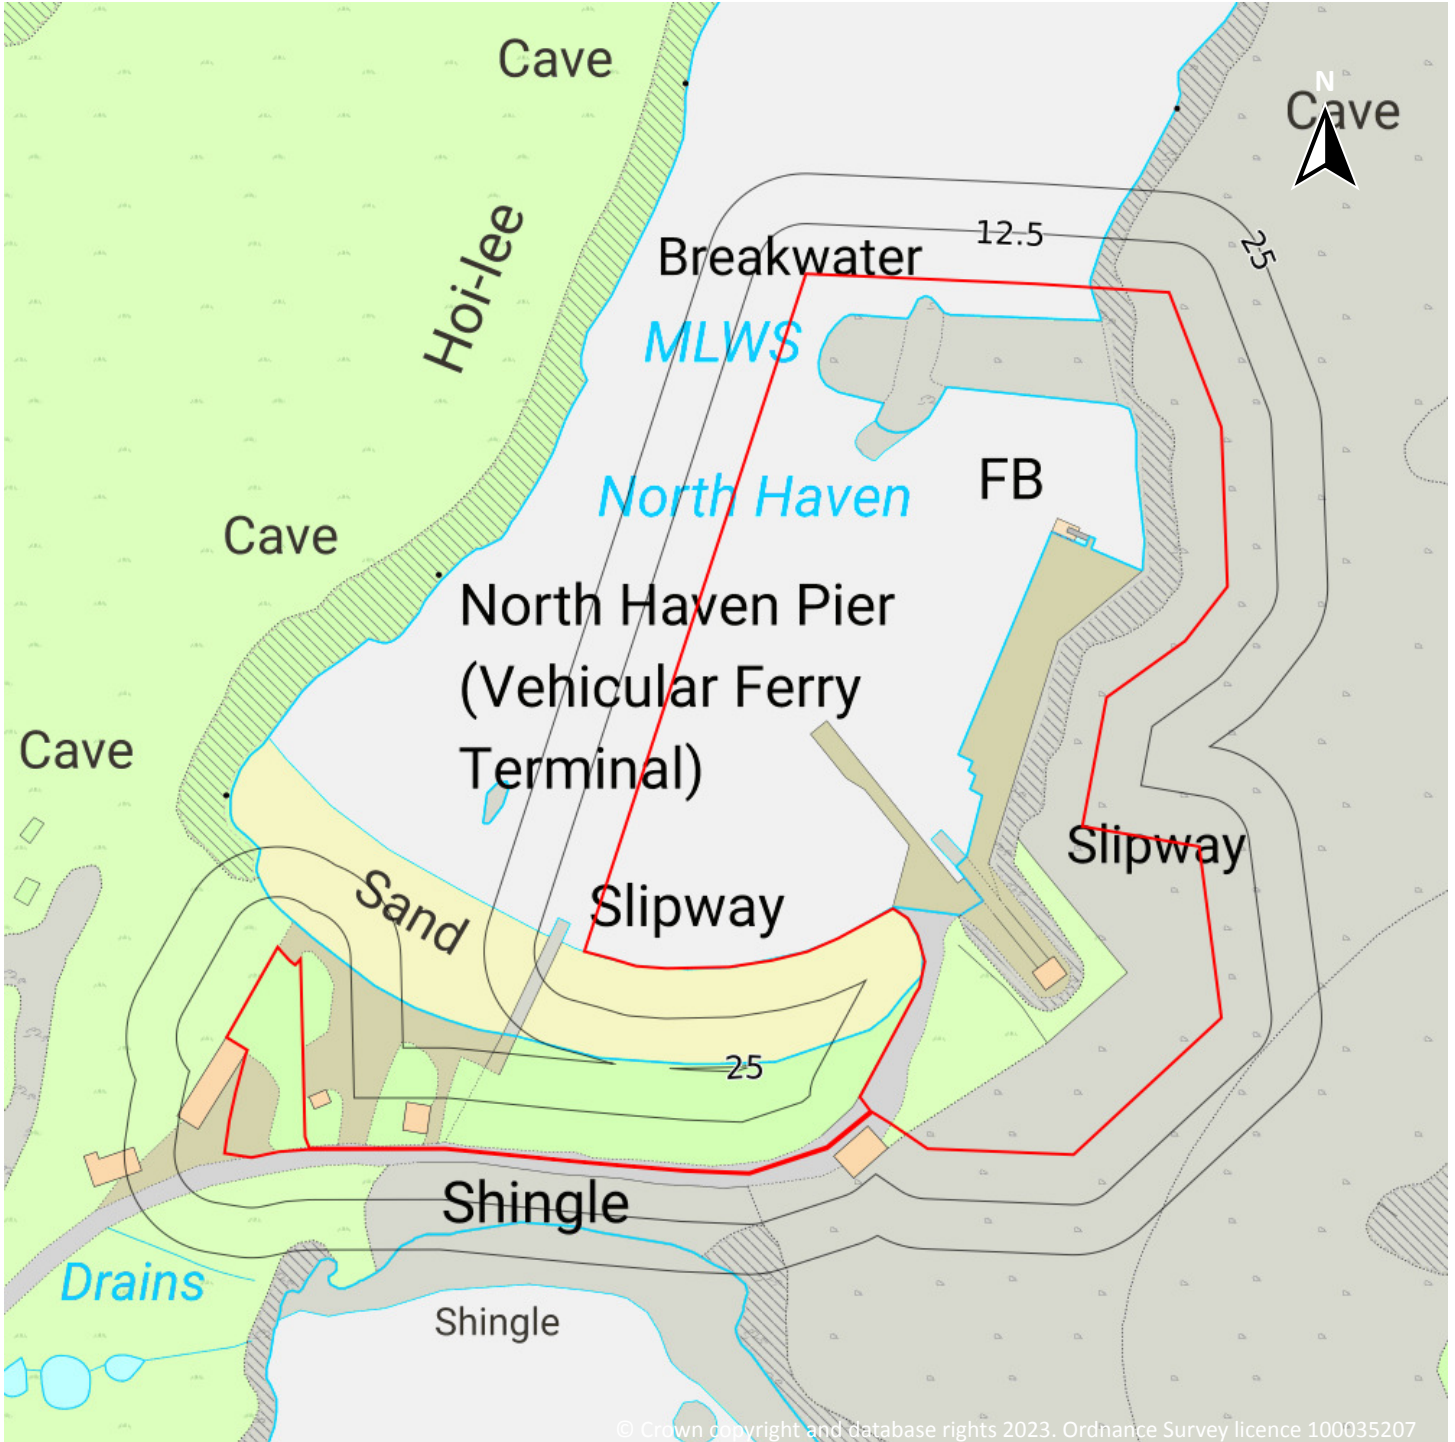 Cave
N
Cave
Hoi-lee
12.5
25
Breakwater
MLWS
FB
North Haven
Cave
North Haven Pier
(Vehicular Ferry
Terminal)
Cave
Slipway
Slipway
Sand
25
Shingle
Drains
Shingle
© Crown copyright and database rights 2023. Ordnance Survey licence 100035207